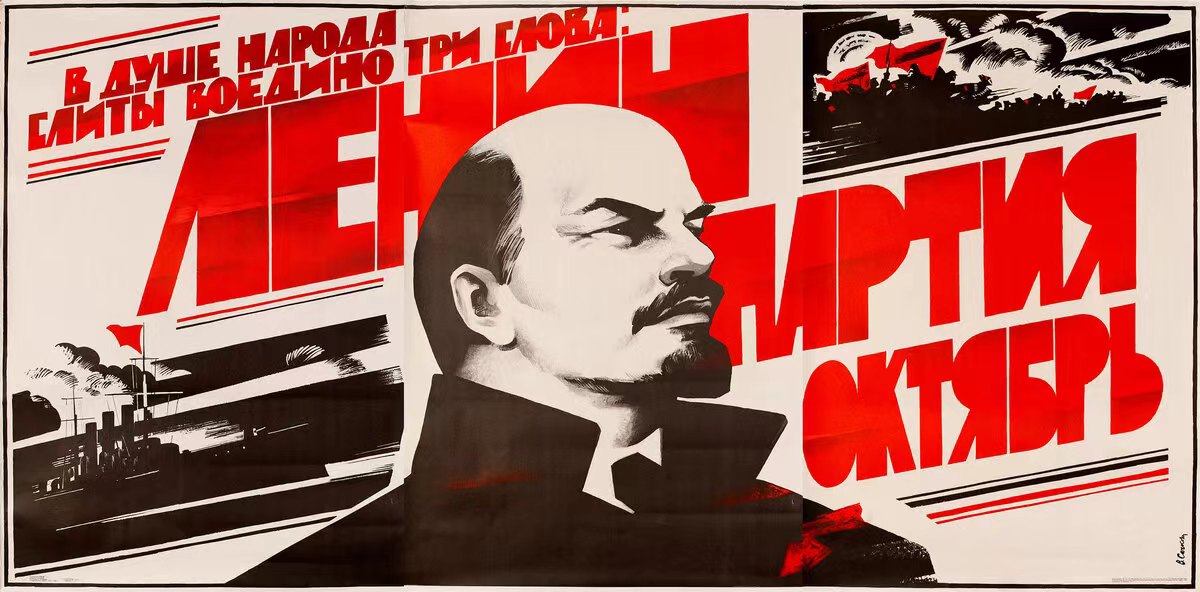 В ДУШЕ НАРОДА
СЛИТЫ ВОЕДИНО ТРИ СЛОВА:
ЛЕНИН
ПАРТИЯ
ОКТЯБРЬ